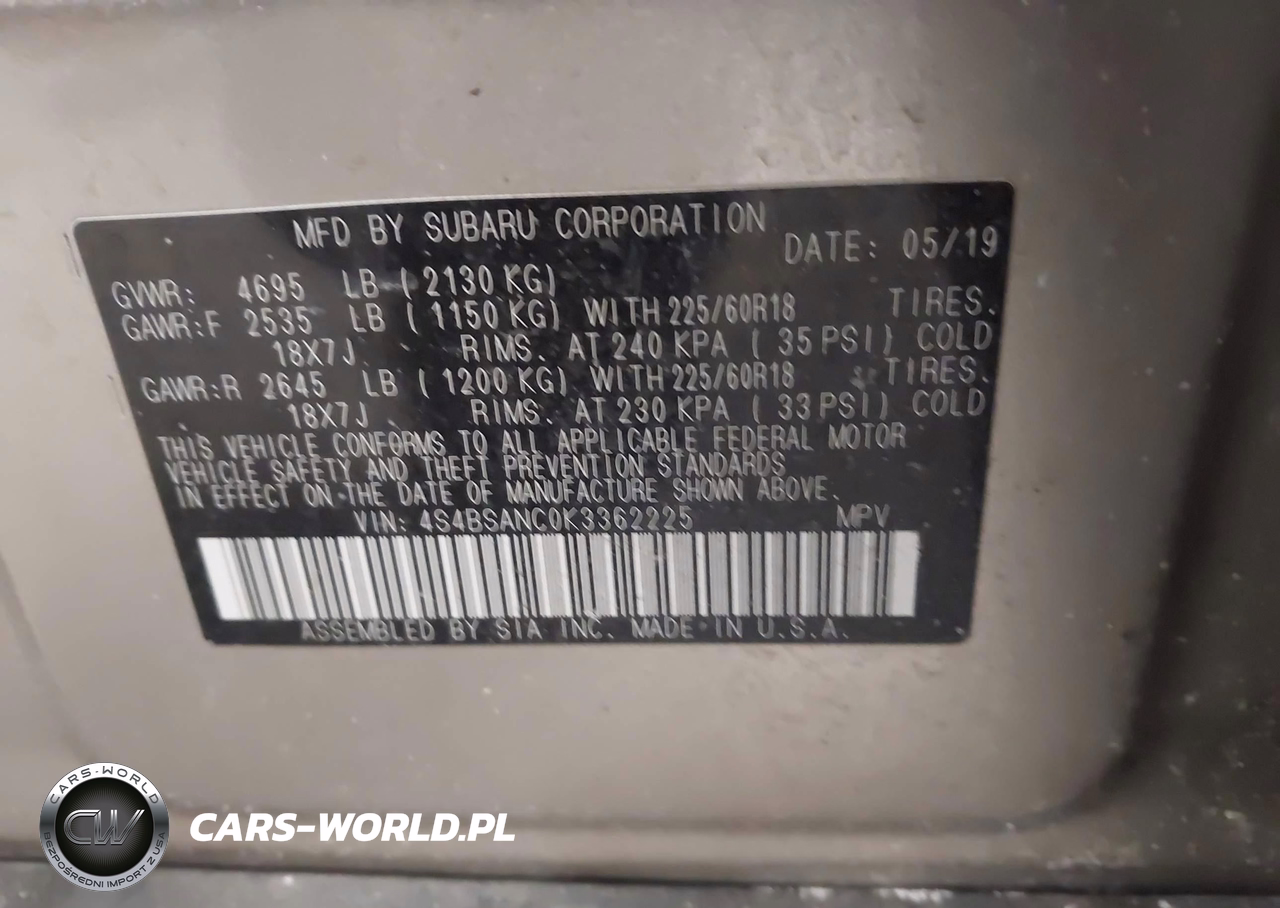 MFD BY SUBARU CORPORATION DATE: 05/19
GVWR: 4695 LB ( 2130 KG)
GAWR:F 2535 LB ( 1150 KG) WITH 225/60R18 TIRES.
18X7J RIMS. AT 240 KPA ( 35 PSI) COLD
GAWR:R 2645 LB ( 1200 KG) WITH 225/60R18 TIRES.
18X7J RIMS. AT 230 KPA ( 33 PSI) COLD
THIS VEHICLE CONFORMS TO ALL APPLICABLE FEDERAL MOTOR
VEHICLE SAFETY AND THEFT PREVENTION STANDARDS
IN EFFECT ON THE DATE OF MANUFACTURE SHOWN ABOVE.
VIN: 4S4BSANC0K3362225 MPV
ASSEMBLED BY SIA INC. MADE IN U.S.A.
CARS-WORLD
CW
BEZPOŚREDNI IMPORT Z USA
CARS-WORLD.PL